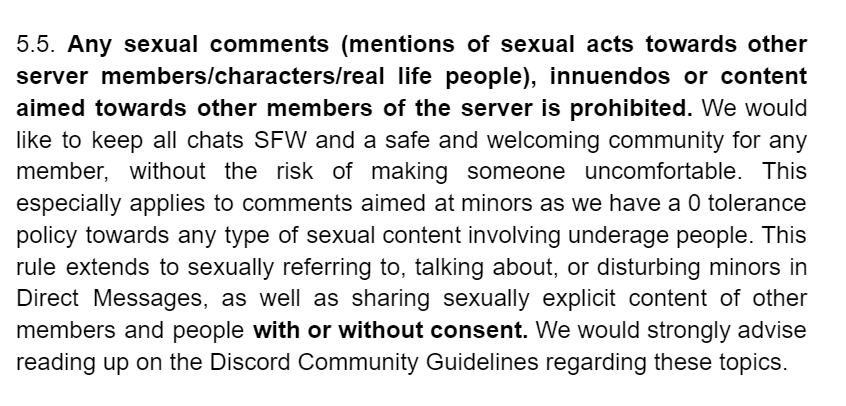 5.5. Any sexual comments (mentions of sexual acts towards other
server members/characters/real life people), innuendos or content
aimed towards other members of the server is prohibited. We would
like to keep all chats SFW and a safe and welcoming community for any
member, without the risk of making someone uncomfortable. This
especially applies to comments aimed at minors as we have a 0 tolerance
policy towards any type of sexual content involving underage people. This
rule extends to sexually referring to, talking about, or disturbing minors in
Direct Messages, as well as sharing sexually explicit content of other
members and people with or without consent. We would strongly advise
reading up on the Discord Community Guidelines regarding these topics.